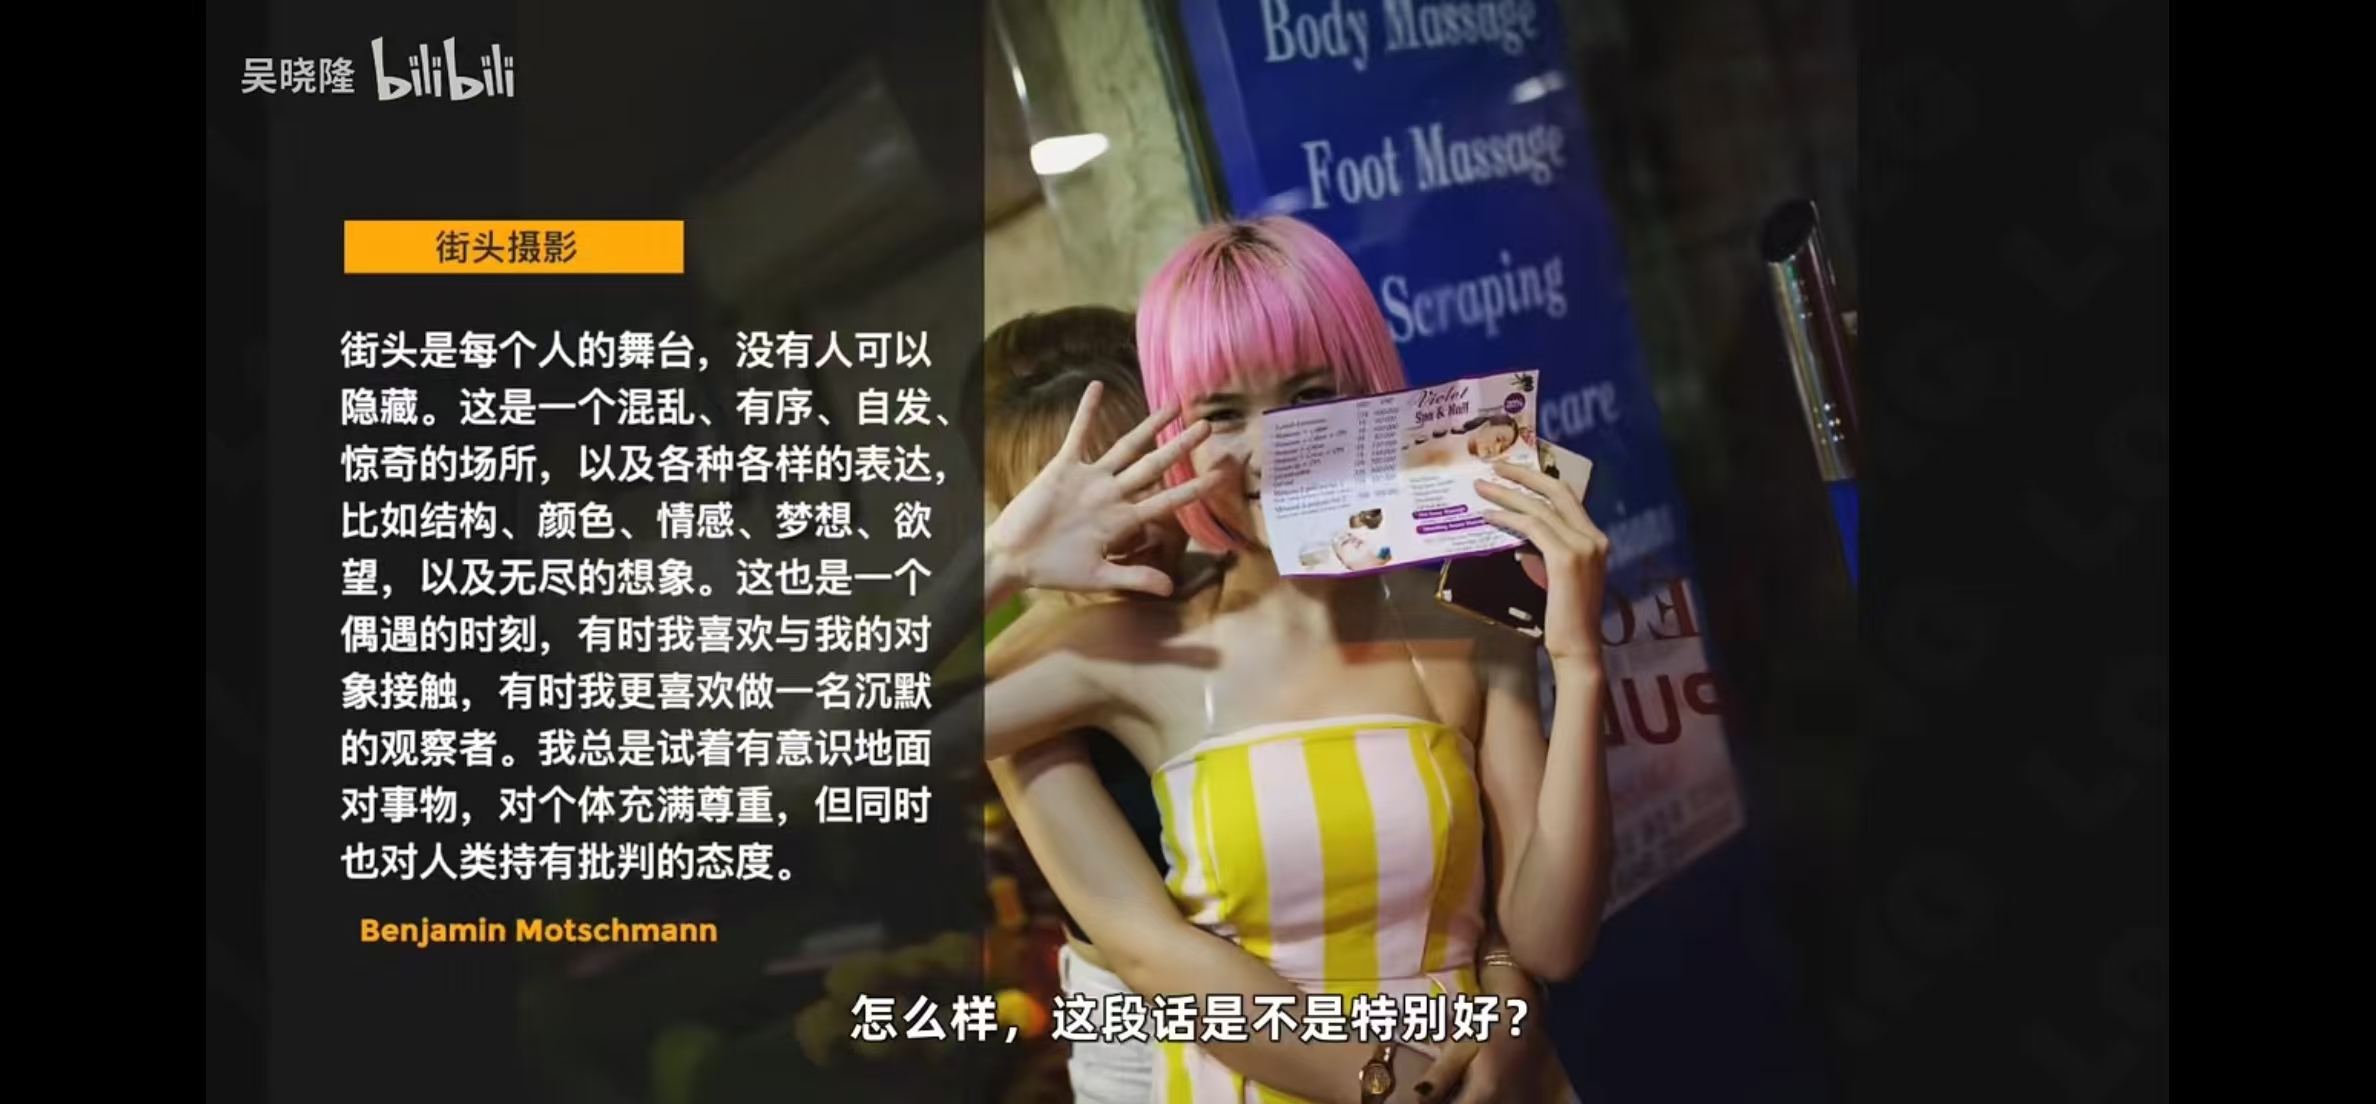 吴晓隆 bilibili
街头摄影
街头是每个人的舞台，没有人可以
隐藏。这是一个混乱、有序、自发、
惊奇的场所，以及各种各样的表达，
比如结构、颜色、情感、梦想、欲
望，以及无尽的想象。这也是一个
偶遇的时刻，有时我喜欢与我的对
象接触，有时我更喜欢做一名沉默
的观察者。我总是试着有意识地面
对事物，对个体充满尊重，但同时
也对人类持有批判的态度。
Benjamin Motschmann
Body Massage
Foot Massage
Scraping
care
Violet
Spa & Nail
怎么样，这段话是不是特别好？